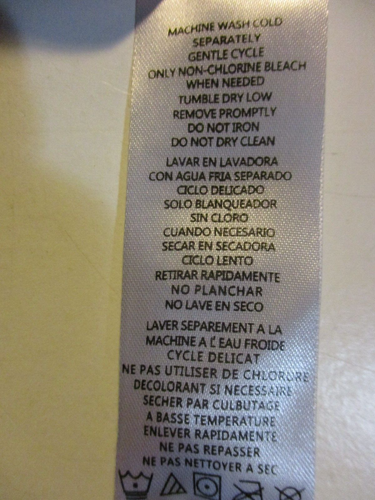 MACHINE WASH COLD
SEPARATELY
GENTLE CYCLE
ONLY NON-CHLORINE BLEACH
WHEN NEEDED
TUMBLE DRY LOW
REMOVE PROMPTLY
DO NOT IRON
DO NOT DRY CLEAN
LAVAR EN LAVADORA
CON AGUA FRIA SEPARADO
CICLO DELICADO
SOLO BLANQUEADOR
SIN CLORO
CUANDO NECESARIO
SECAR EN SECADORA
CICLO LENTO
RETIRAR RAPIDAMENTE
NO PLANCHAR
NO LAVE EN SECO
LAVER SEPAREMENT A LA
MACHINE A L'EAU FROIDE
CYCLE DELICAT
NE PAS UTILISER DE CHLORURE
DECOLORANT SI NECESSAIRE
SECHER PAR CULBUTAGE
A BASSE TEMPERATURE
ENLEVER RAPIDAMENTE
NE PAS REPASSER
NE PAS NETTOYER A SEC